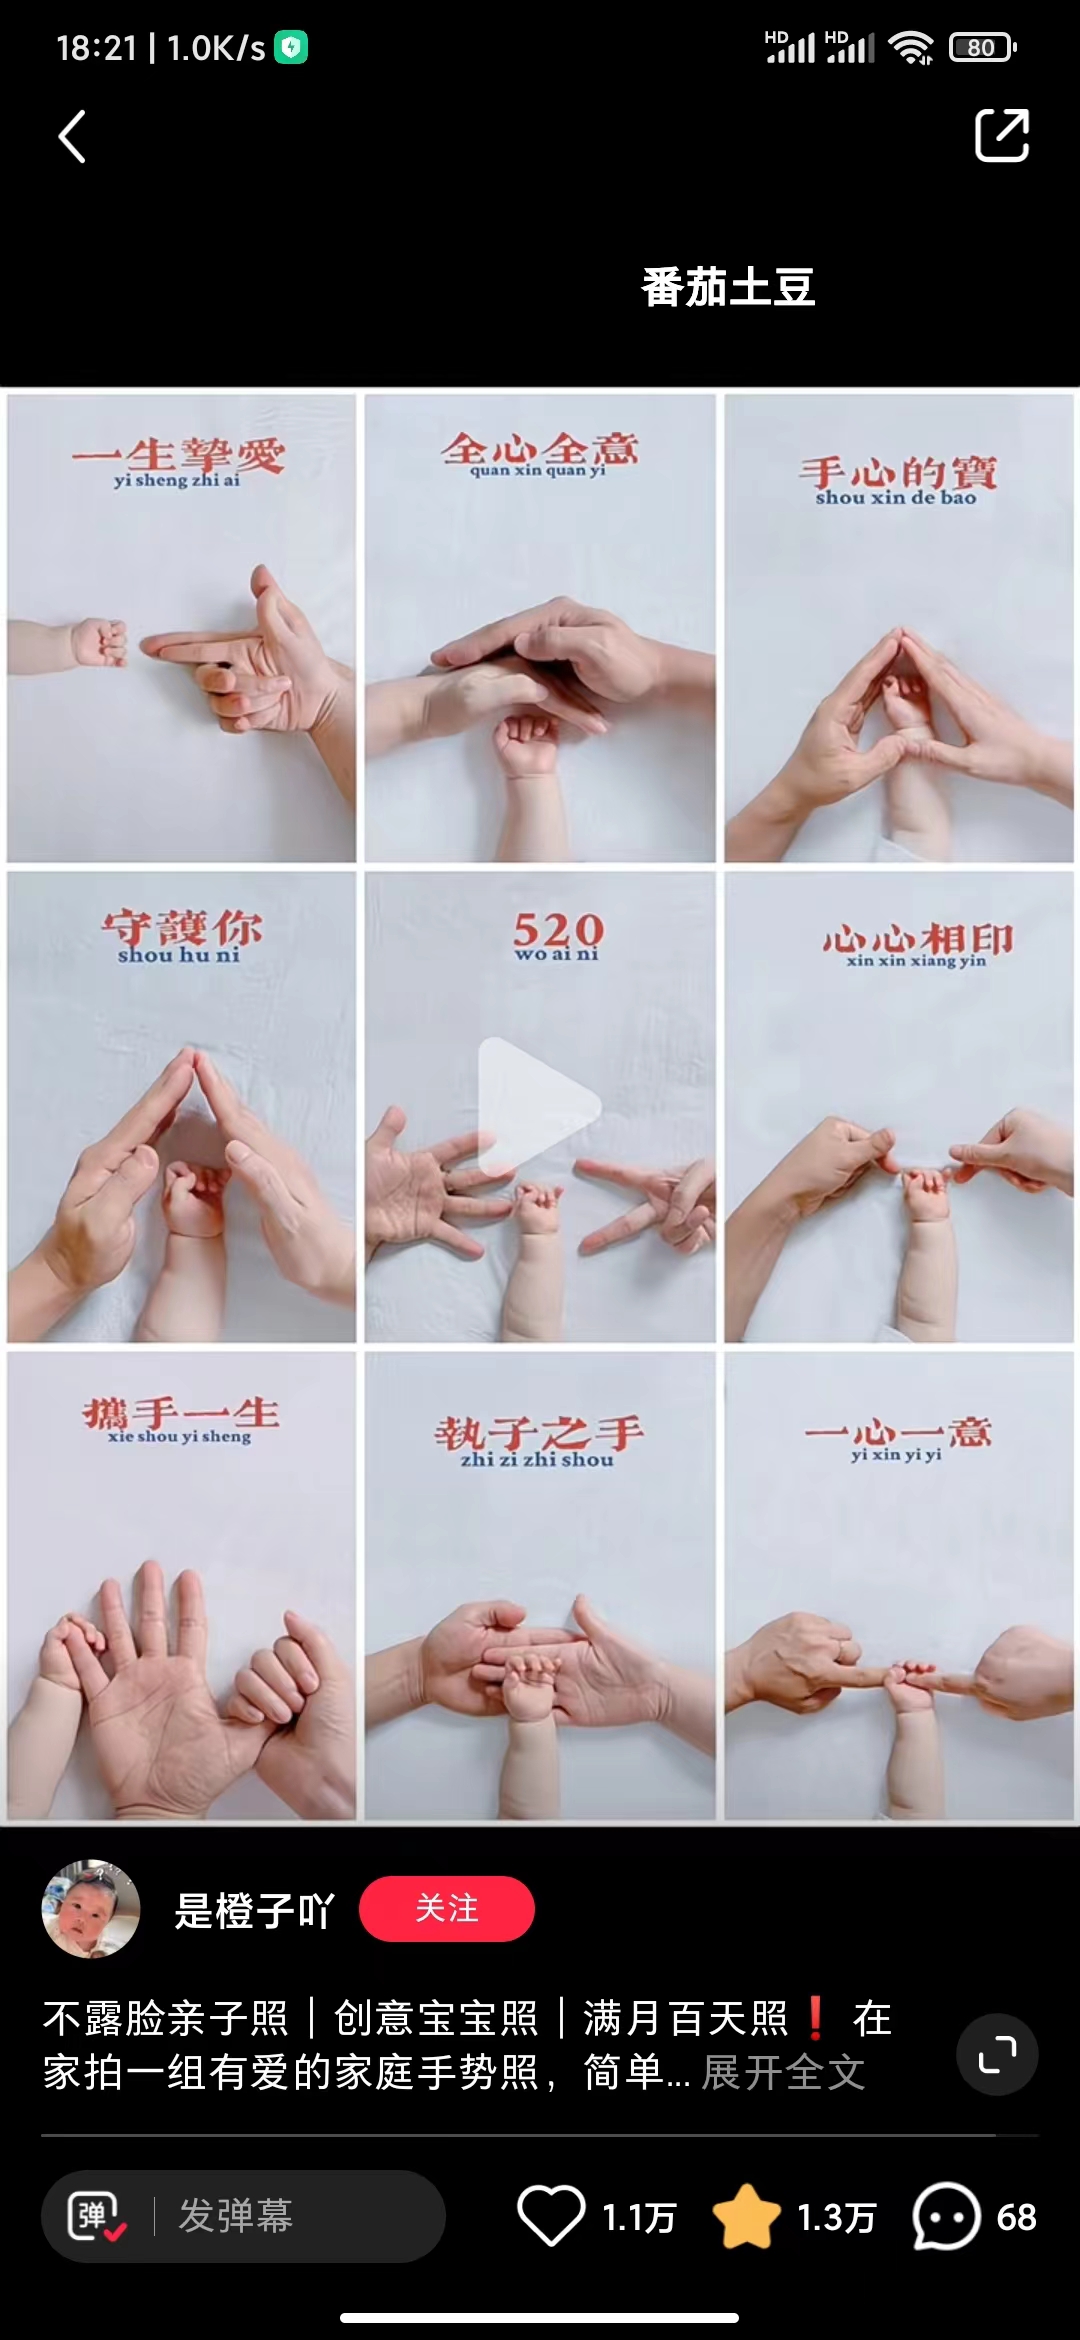 18:21 | 1.0K/s
HD HD 80
番茄土豆
一生摯愛
yi sheng zhi ai
全心全意
quan xin quan yi
手心的寶
shou xin de bao
守護你
shou hu ni
520
wo ai ni
心心相印
xin xin xiang yin
攜手一生
xie shou yi sheng
執子之手
zhi zi zhi shou
一心一意
yi xin yi yi
是橙子吖 关注
不露脸亲子照｜创意宝宝照｜满月百天照❗ 在
家拍一组有爱的家庭手势照，简单... 展开全文
弹 发弹幕 1.1万 1.3万 68